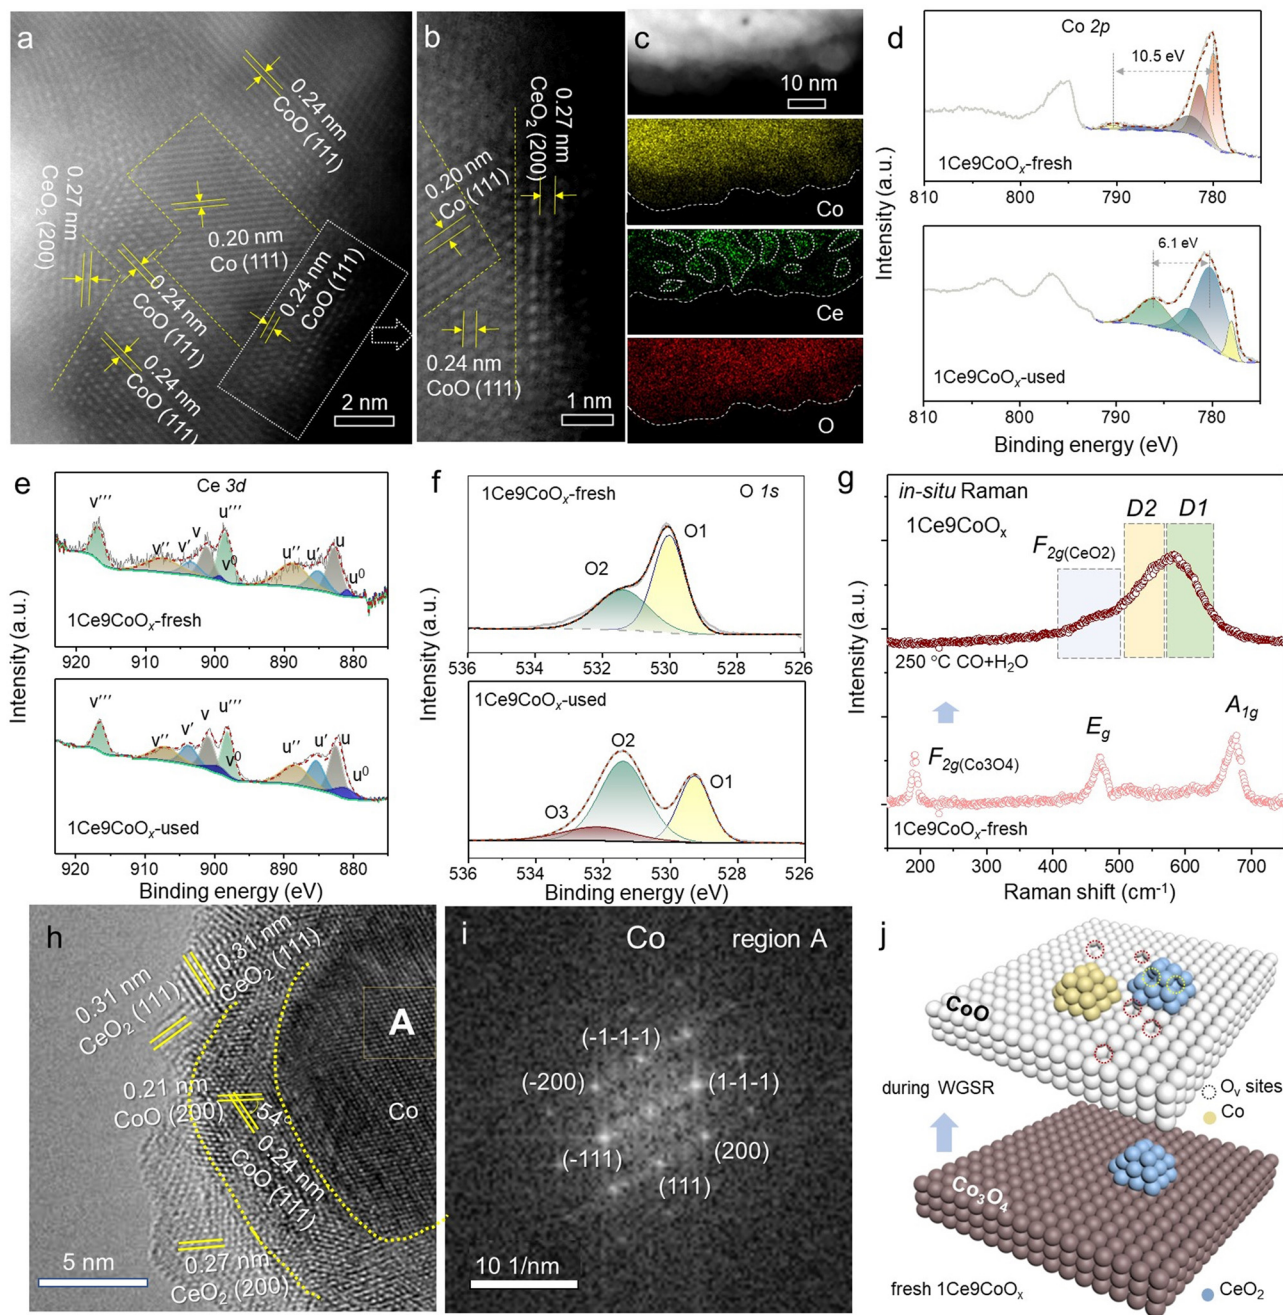 a
0.24 nm
CoO (111)
0.27 nm
CeO₂ (200)
0.20 nm
Co (111)
0.24 nm
CoO (111)
0.24 nm
CoO (111)
0.24 nm
CoO (111)
2 nm
b
0.27 nm
CeO₂ (200)
0.20 nm
Co (111)
0.24 nm
CoO (111)
1 nm
c
10 nm
Co
Ce
O
d
Co 2p
10.5 eV
1Ce9CoOₓ-fresh
810 800 790 780
6.1 eV
1Ce9CoOₓ-used
810 800 790 780
Binding energy (eV)
Intensity (a.u.)
e
Ce 3d
v′′′
v′′
v′
v
v⁰
u′′′
u′′
u′
u
u⁰
1Ce9CoOₓ-fresh
920 910 900 890 880
v′′′
v′′
v′
v
v⁰
u′′′
u′′
u′
u
u⁰
1Ce9CoOₓ-used
920 910 900 890 880
Binding energy (eV)
Intensity (a.u.)
f
1Ce9CoOₓ-fresh
O 1s
O1
O2
536 534 532 530 528 526
1Ce9CoOₓ-used
O2
O1
O3
536 534 532 530 528 526
Binding energy (eV)
Intensity (a.u.)
g
in-situ Raman
1Ce9CoOₓ
D2
D1
F2g(CeO2)
250 °C CO+H₂O
A1g
Eg
F2g(Co3O4)
1Ce9CoOₓ-fresh
200 300 400 500 600 700
Raman shift (cm⁻¹)
Intensity (a.u.)
h
0.31 nm
CeO₂ (111)
0.31 nm
CeO₂ (111)
A
0.21 nm
CoO (200)
54°
Co
0.24 nm
CoO (111)
0.27 nm
CeO₂ (200)
5 nm
i
Co
region A
(-1-1-1)
(-200)
(1-1-1)
(-111)
(200)
(111)
10 1/nm
j
CoO
during WGSR
Oᵥ sites
Co
Co₃O₄
fresh 1Ce9CoOₓ
CeO₂